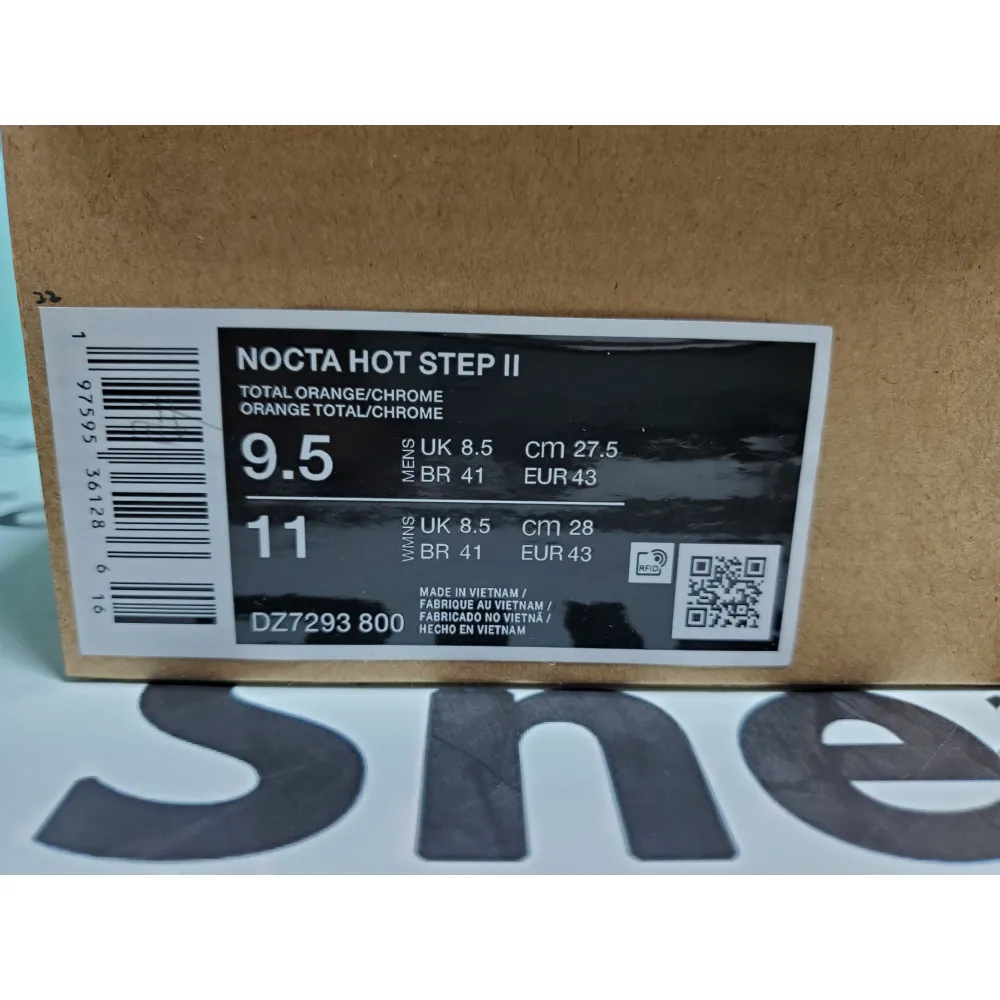 22
1 97595 36128 6 16
NOCTA HOT STEP II
TOTAL ORANGE/CHROME
ORANGE TOTAL/CHROME
9.5 MENS UK 8.5 cm 27.5
BR 41 EUR 43
11 WMNS UK 8.5 cm 28
BR 41 EUR 43
RFID
DZ7293 800
MADE IN VIETNAM /
FABRIQUE AU VIETNAM /
FABRICADO NO VIETNÃ /
HECHO EN VIETNAM
sne